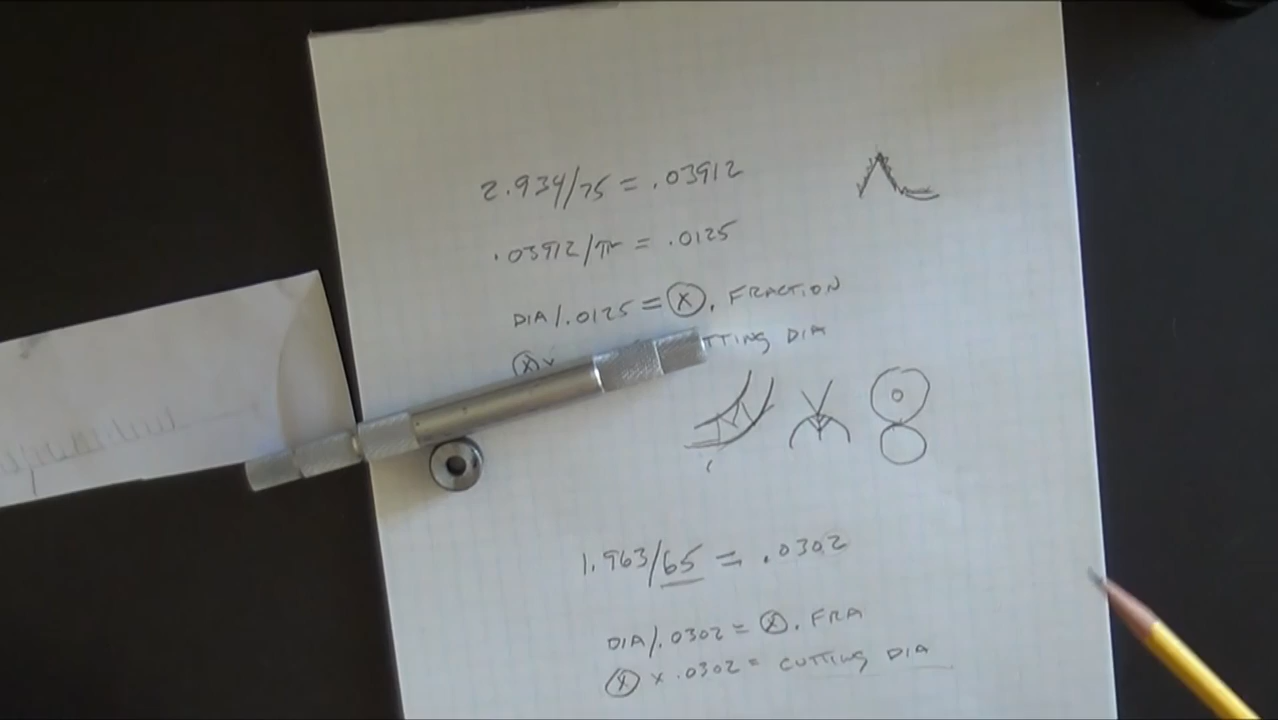 2.934/75 = .03912
.03912/π = .0125
DIA/.0125 = X. FRACTION
X x TTING DIA
1.963/65 = .0302
DIA/.0302 = X. FRA
X x .0302 = CUTTING DIA